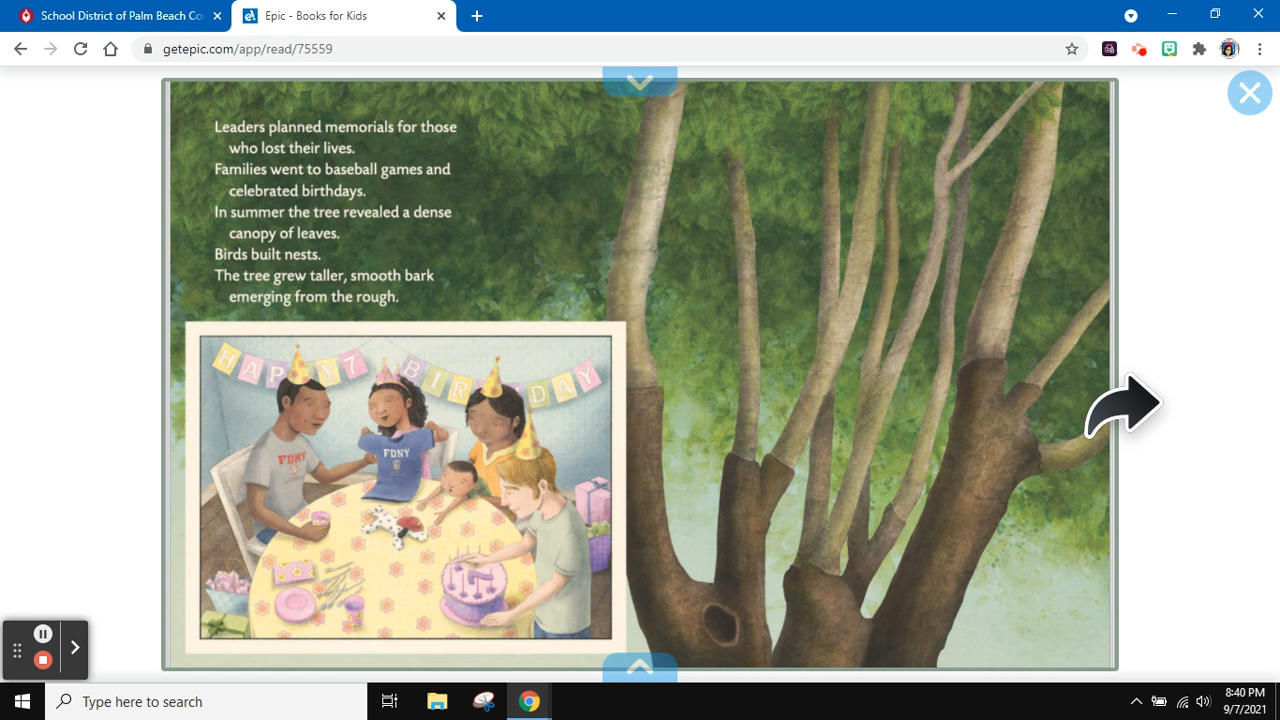 School District of Palm Beach Co
Epic - Books for Kids
getepic.com/app/read/75559
Leaders planned memorials for those
who lost their lives.
Families went to baseball games and
celebrated birthdays.
In summer the tree revealed a dense
canopy of leaves.
Birds built nests.
The tree grew taller, smooth bark
emerging from the rough.
HAPPY 7 BIRTHDAY
FDNY
FDNY
7
Type here to search
8:40 PM
9/7/2021